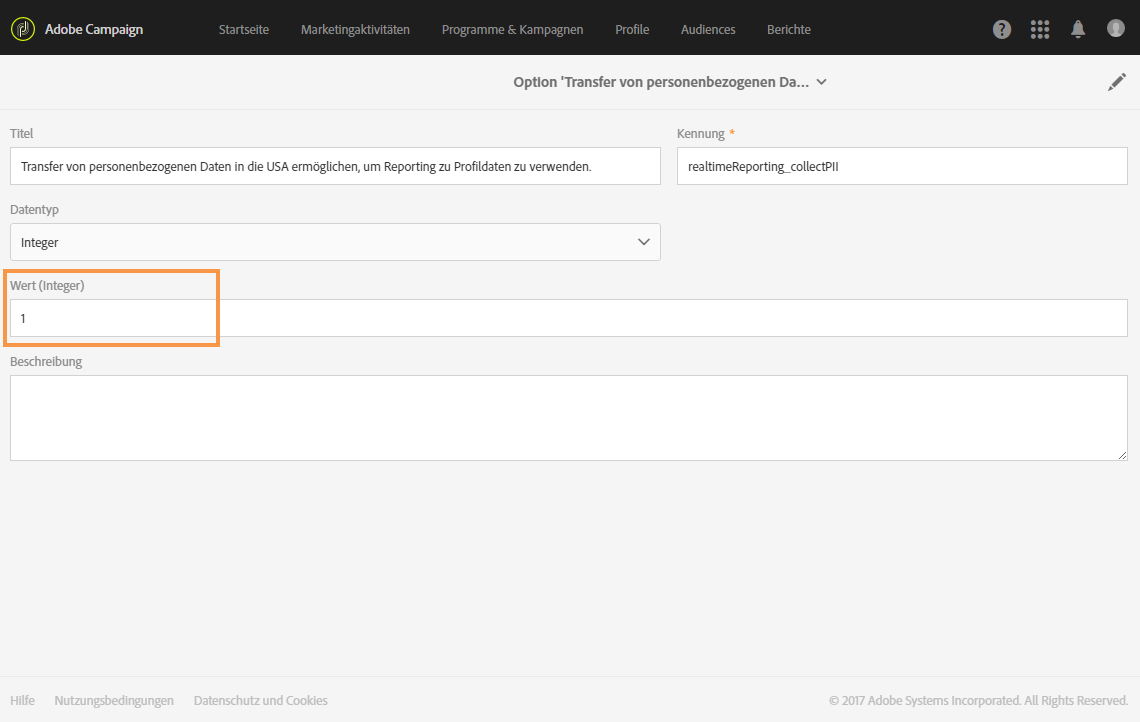 Adobe Campaign
Startseite
Marketingaktivitäten
Programme & Kampagnen
Profile
Audiences
Berichte
?
Option 'Transfer von personenbezogenen Da...
Titel
Kennung *
Transfer von personenbezogenen Daten in die USA ermöglichen, um Reporting zu Profildaten zu verwenden.
realtimeReporting_collectPII
Datentyp
Integer
Wert (Integer)
1
Beschreibung
Hilfe
Nutzungsbedingungen
Datenschutz und Cookies
© 2017 Adobe Systems Incorporated. All Rights Reserved.